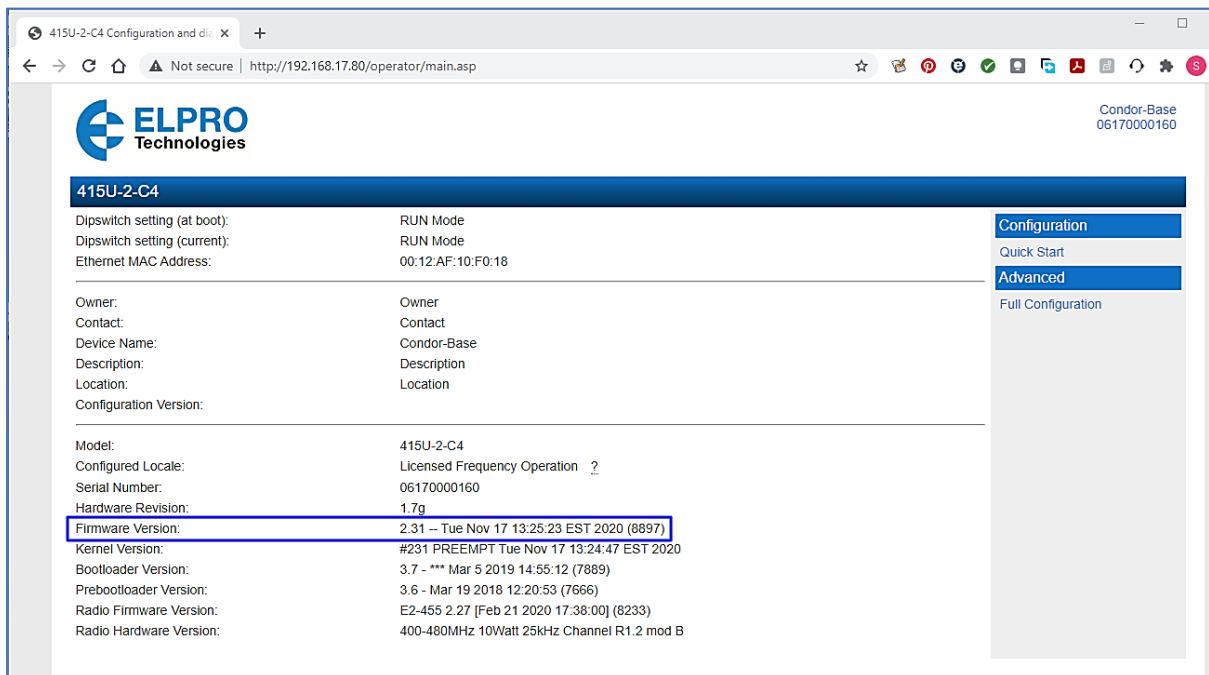 415U-2-C4 Configuration and dia
Not secure | http://192.168.17.80/operator/main.asp
S
ELPRO
Technologies
Condor-Base
06170000160
415U-2-C4
Dipswitch setting (at boot): RUN Mode
Dipswitch setting (current): RUN Mode
Ethernet MAC Address: 00:12:AF:10:F0:18
Owner: Owner
Contact: Contact
Device Name: Condor-Base
Description: Description
Location: Location
Configuration Version:
Model: 415U-2-C4
Configured Locale: Licensed Frequency Operation ?
Serial Number: 06170000160
Hardware Revision: 1.7g
Firmware Version: 2.31 -- Tue Nov 17 13:25:23 EST 2020 (8897)
Kernel Version: #231 PREEMPT Tue Nov 17 13:24:47 EST 2020
Bootloader Version: 3.7 - *** Mar 5 2019 14:55:12 (7889)
Prebootloader Version: 3.6 - Mar 19 2018 12:20:53 (7666)
Radio Firmware Version: E2-455 2.27 [Feb 21 2020 17:38:00] (8233)
Radio Hardware Version: 400-480MHz 10Watt 25kHz Channel R1.2 mod B
Configuration
Quick Start
Advanced
Full Configuration